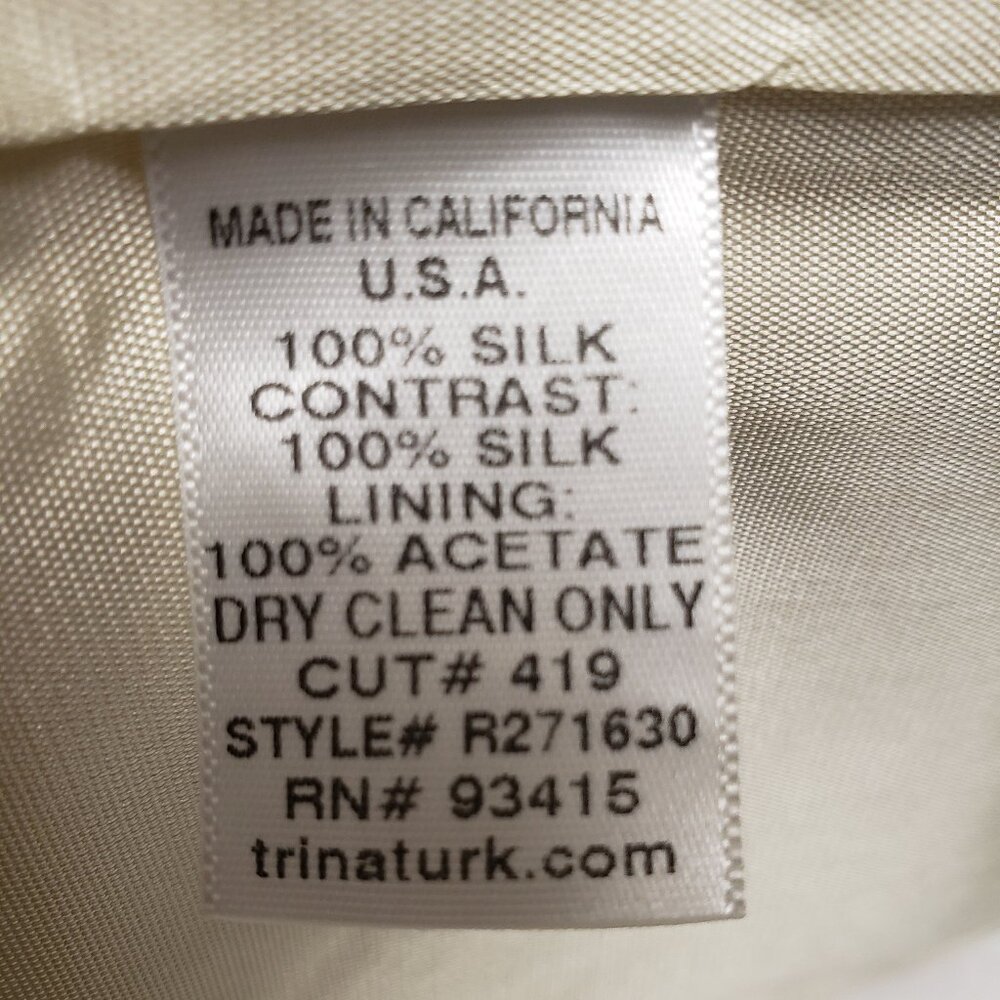 MADE IN CALIFORNIA
U.S.A.
100% SILK
CONTRAST:
100% SILK
LINING:
100% ACETATE
DRY CLEAN ONLY
CUT# 419
STYLE# R271630
RN# 93415
trinaturk.com